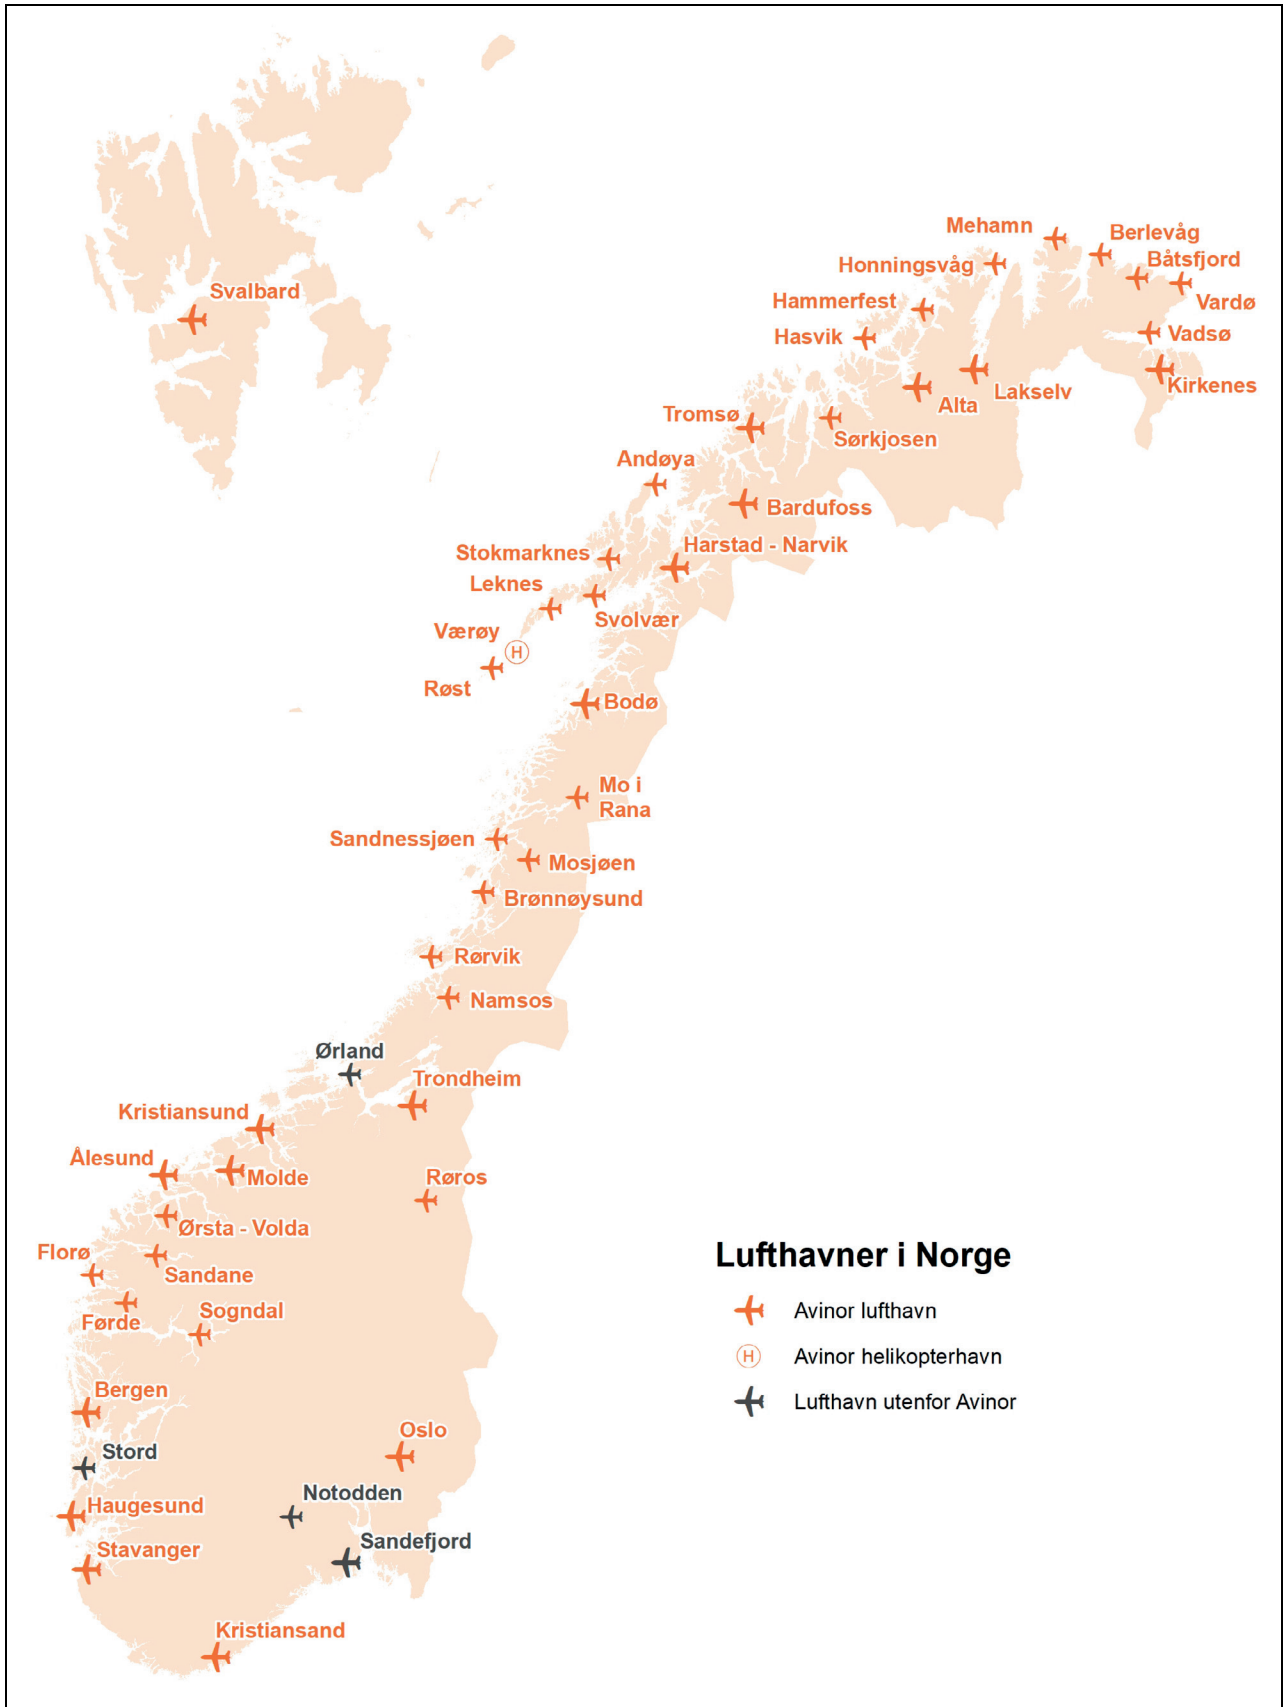 Mehamn
Berlevåg
Honningsvåg
Båtsfjord
Svalbard
Hammerfest
Vardø
Hasvik
Vadsø
Kirkenes
Lakselv
Alta
Tromsø
Sørkjosen
Andøya
Bardufoss
Harstad - Narvik
Stokmarknes
Leknes
Svolvær
Værøy
H
Røst
Bodø
Mo i
Rana
Sandnessjøen
Mosjøen
Brønnøysund
Rørvik
Namsos
Ørland
Trondheim
Kristiansund
Ålesund
Molde
Røros
Ørsta - Volda
Florø
Sandane
Førde
Sogndal
Bergen
Oslo
Stord
Notodden
Haugesund
Sandefjord
Stavanger
Kristiansand
Lufthavner i Norge
Avinor lufthavn
H
Avinor helikopterhavn
Lufthavn utenfor Avinor